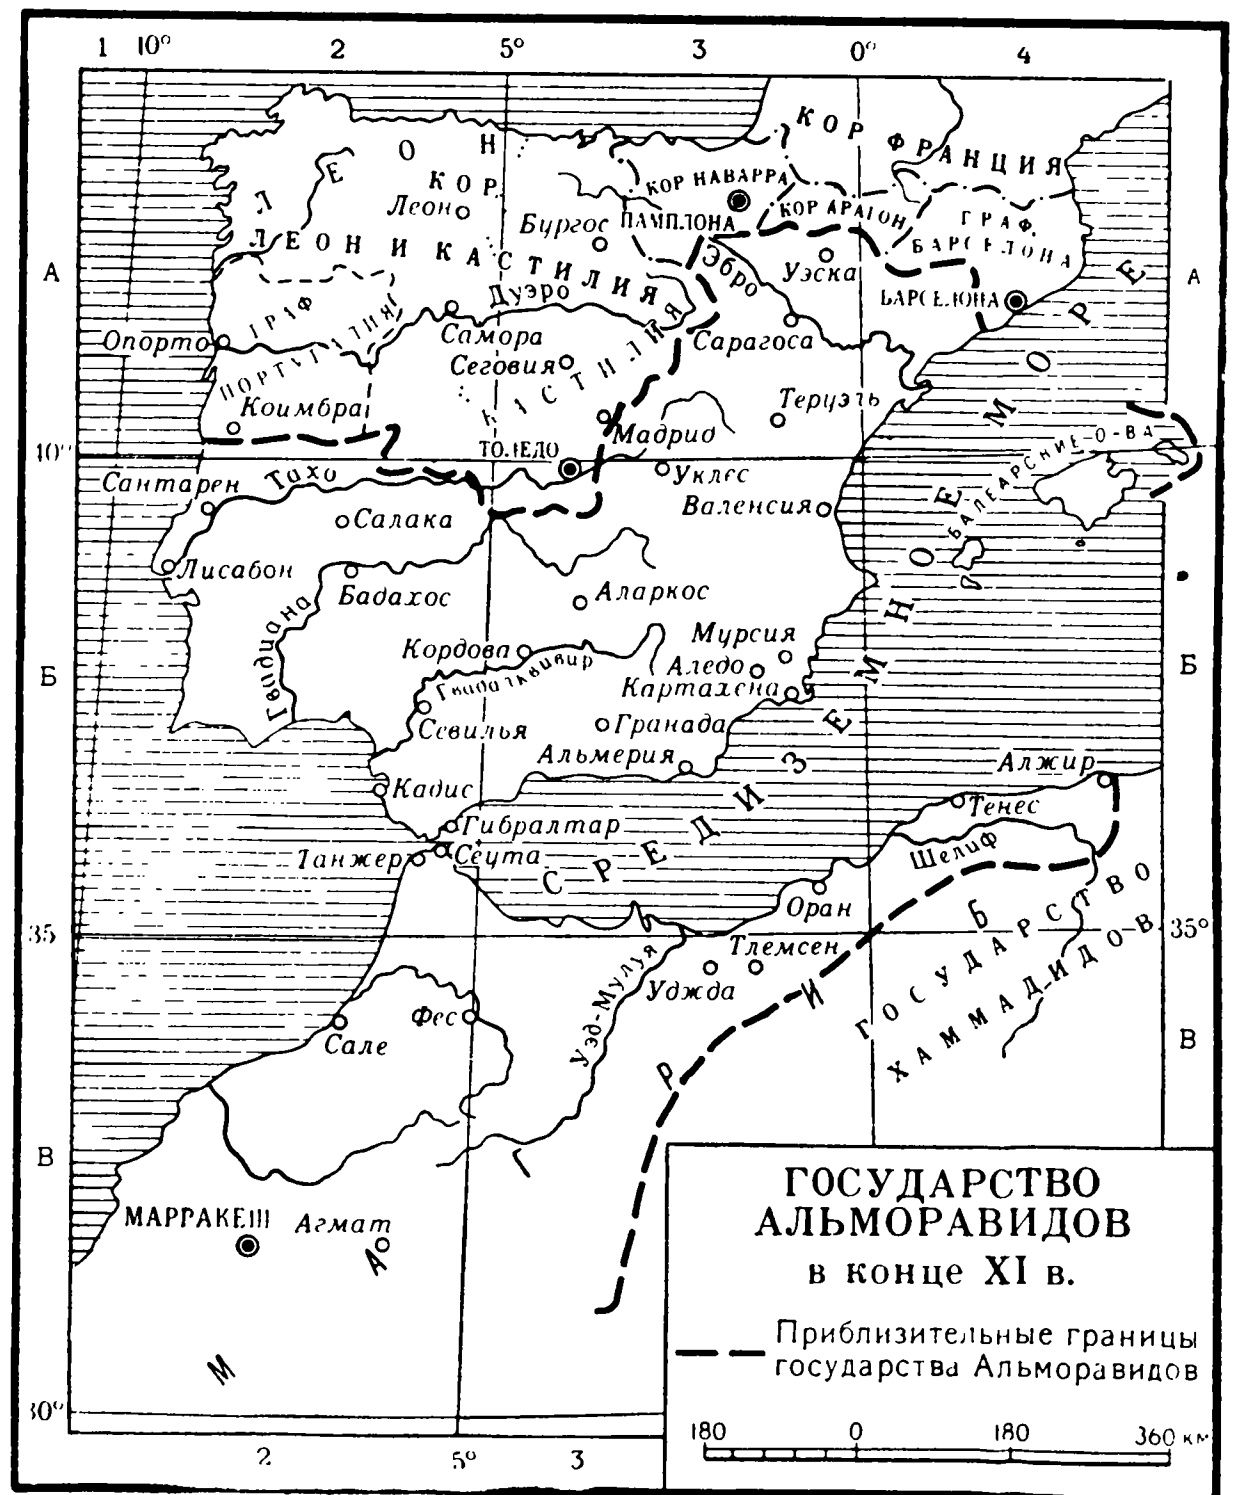 1 10° 2 5° 3 0° 4
КОР ФРАНЦИЯ
ЛЕОН
КОР.
КОР НАВАРРА
Леон
ПАМПЛОНА
КОР АРАГОН
ГРАФ.
БАРСЕЛОНА
Бургос
ЛЕОН И КАСТИЛИЯ
Эбро
Уэска
А
А
БАРСЕЛОНА
Дуэро
ГРАФ
ПОРТУГАЛИЯ
Опорто
Самора
Сарагоса
Сеговия
КАСТИЛИЯ
Коимбра
Теруэль
Мадрид
ТОЛЕДО
Уклес
БАЛЕАРСКИЕ О-ВА
Тахо
Сантарен
Салака
Валенсия
Лисабон
Бадахос
Аларкос
Гвадиана
Кордова
Гвадалквивир
Мурсия
Аледо
Картахена
Б
Б
Севилья
Гранада
Альмерия
Кадис
Гибралтар
Танжер
Сеута
СРЕДИЗЕМНОЕ МОРЕ
Алжир
Тенес
Шелиф
Оран
35
35°
Тлемсен
Уджда
Уэд-Мулуя
Фес
Сале
ГОСУДАРСТВО
ХАММАДИДОВ
В
В
МАРРАКЕШ
Агмат
М А Р И Б
ГОСУДАРСТВО
АЛЬМОРАВИДОВ
в конце XI в.
Приблизительные границы
государства Альморавидов
180 0 180 360 км
2 5° 3